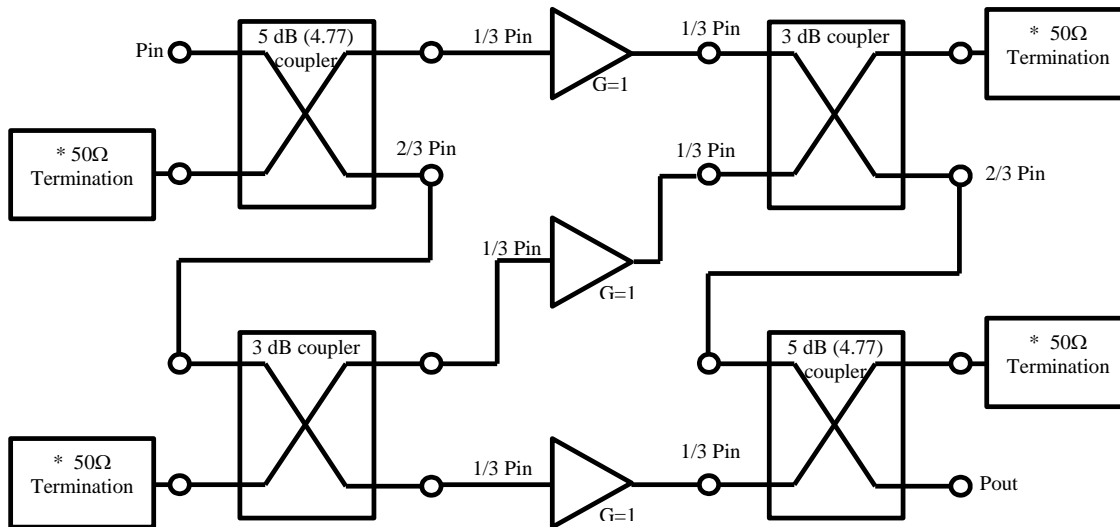 Pin
5 dB (4.77)
coupler
1/3 Pin
G=1
1/3 Pin
3 dB coupler
* 50Ω
Termination
* 50Ω
Termination
2/3 Pin
1/3 Pin
2/3 Pin
1/3 Pin
G=1
3 dB coupler
5 dB (4.77)
coupler
* 50Ω
Termination
* 50Ω
Termination
1/3 Pin
G=1
1/3 Pin
Pout